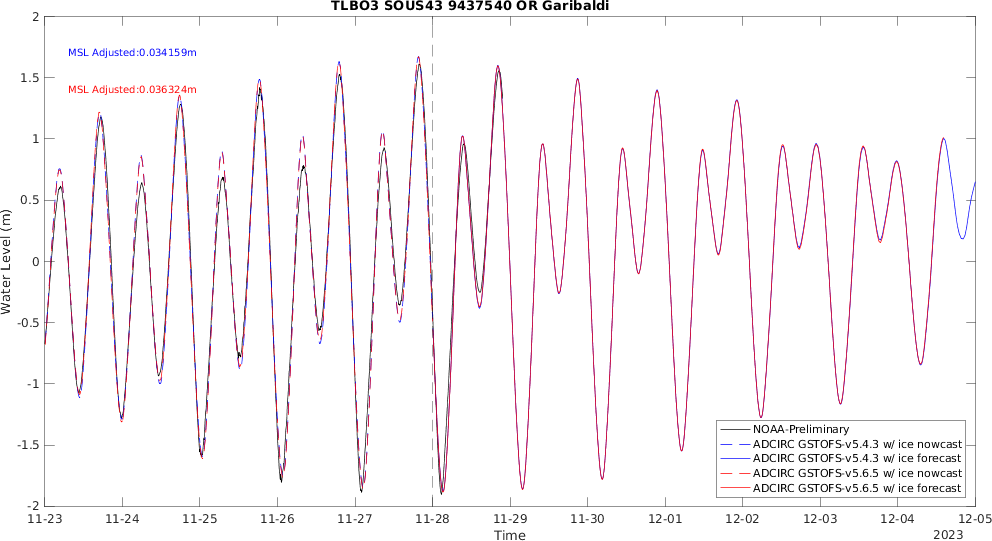 TLBO3 SOUS43 9437540 OR Garibaldi
MSL Adjusted:0.034159m
MSL Adjusted:0.036324m
Water Level (m)
2
1.5
1
0.5
0
-0.5
-1
-1.5
-2
NOAA-Preliminary
ADCIRC GSTOFS-v5.4.3 w/ ice nowcast
ADCIRC GSTOFS-v5.4.3 w/ ice forecast
ADCIRC GSTOFS-v5.6.5 w/ ice nowcast
ADCIRC GSTOFS-v5.6.5 w/ ice forecast
11-23 11-24 11-25 11-26 11-27 11-28 11-29 11-30 12-01 12-02 12-03 12-04 12-05
Time
2023